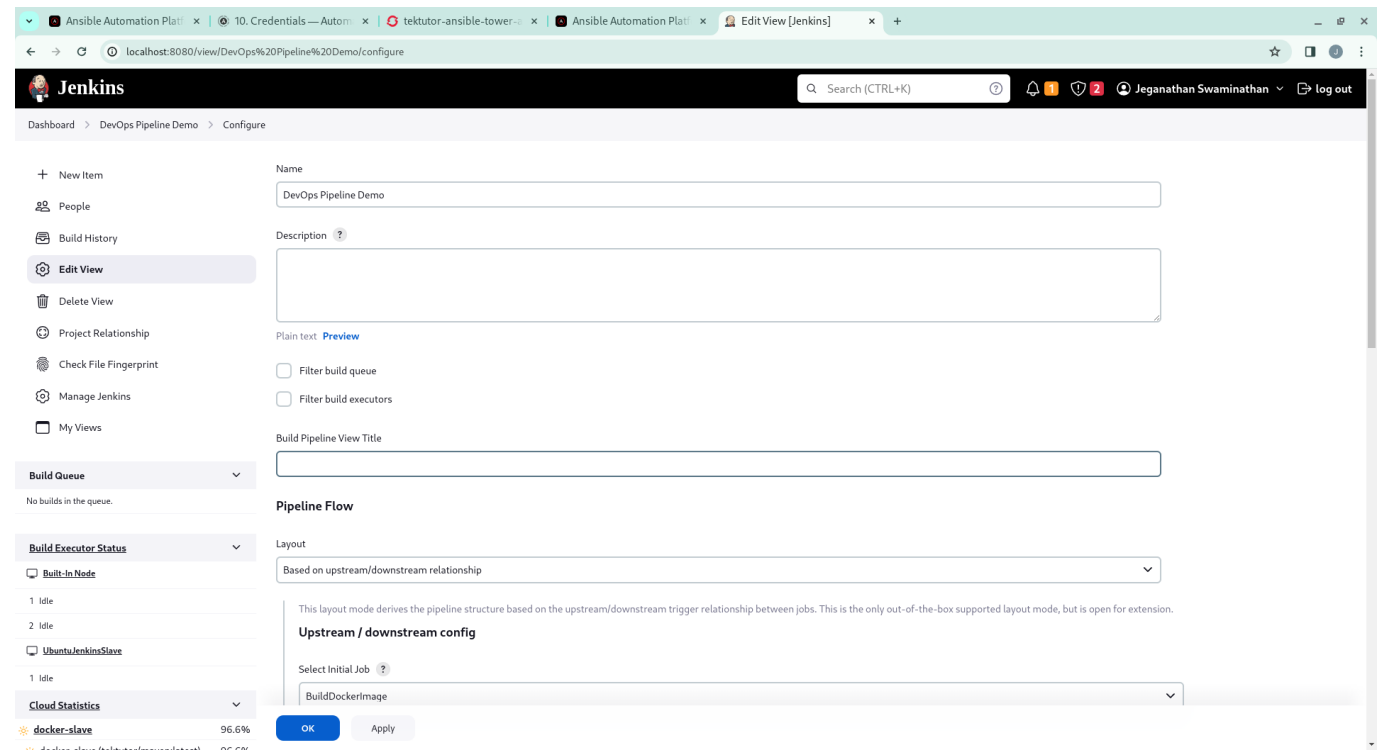 Ansible Automation Plat
10. Credentials — Autom
tektutor-ansible-tower-a
Ansible Automation Plat
Edit View [Jenkins]
localhost:8080/view/DevOps%20Pipeline%20Demo/configure
J
Jenkins
Search (CTRL+K)
?
1
2
Jeganathan Swaminathan
log out
Dashboard > DevOps Pipeline Demo > Configure
New Item
People
Build History
Edit View
Delete View
Project Relationship
Check File Fingerprint
Manage Jenkins
My Views
Build Queue
No builds in the queue.
Build Executor Status
Built-In Node
1 Idle
2 Idle
UbuntuJenkinsSlave
1 Idle
Cloud Statistics
docker-slave 96.6%
Name
DevOps Pipeline Demo
Description ?
Plain text Preview
Filter build queue
Filter build executors
Build Pipeline View Title
Pipeline Flow
Layout
Based on upstream/downstream relationship
This layout mode derives the pipeline structure based on the upstream/downstream trigger relationship between jobs. This is the only out-of-the-box supported layout mode, but is open for extension.
Upstream / downstream config
Select Initial Job ?
BuildDockerImage
OK
Apply